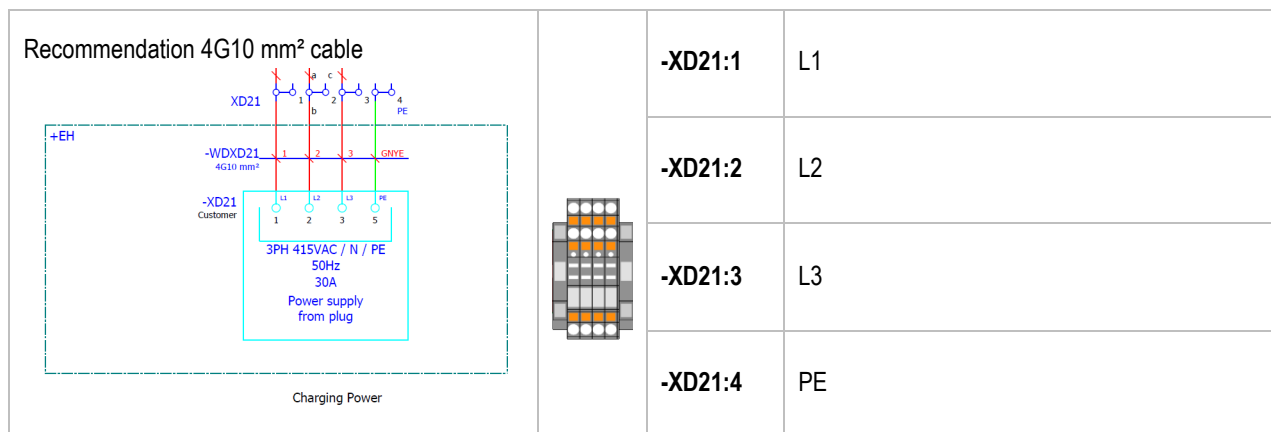 Recommendation 4G10 mm² cable
a c
XD21 1 2 3 4
b PE
+EH
-WDXD21 1 2 3 GNYE
4G10 mm²
-XD21 L1 L2 L3 PE
Customer 1 2 3 5
3PH 415VAC / N / PE
50Hz
30A
Power supply
from plug
Charging Power
-XD21:1 L1
-XD21:2 L2
-XD21:3 L3
-XD21:4 PE